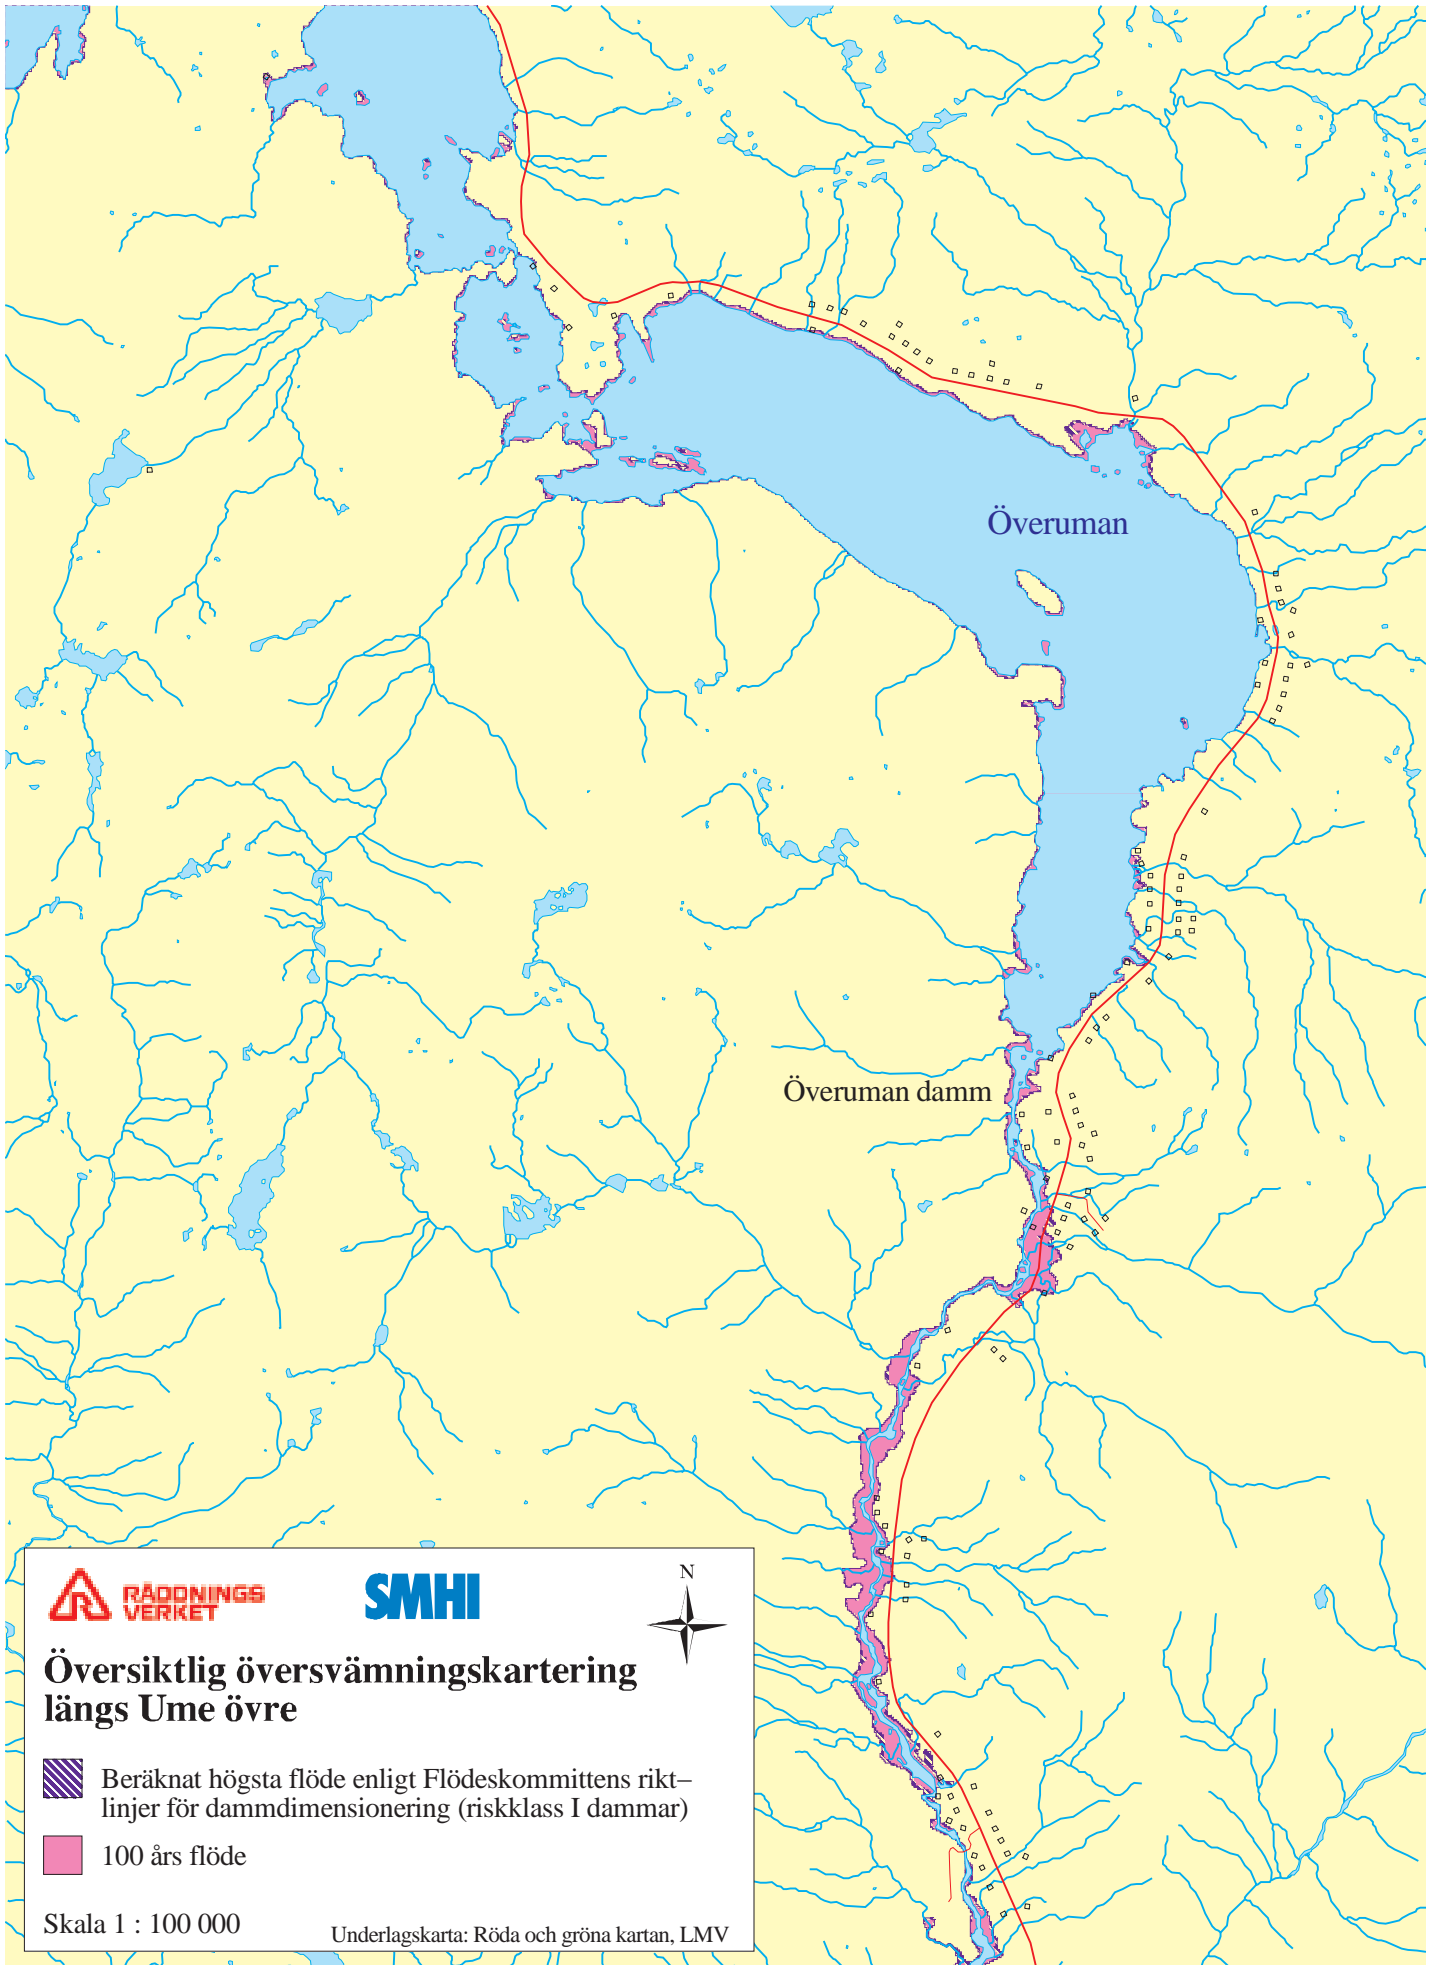 Överuman
Överuman damm
RÄDDNINGS
VERKET
SMHI
N
Översiktlig översvämningskartering
längs Ume övre
Beräknat högsta flöde enligt Flödeskommittens rikt–
linjer för dammdimensionering (riskklass I dammar)
100 års flöde
Skala 1 : 100 000
Underlagskarta: Röda och gröna kartan, LMV